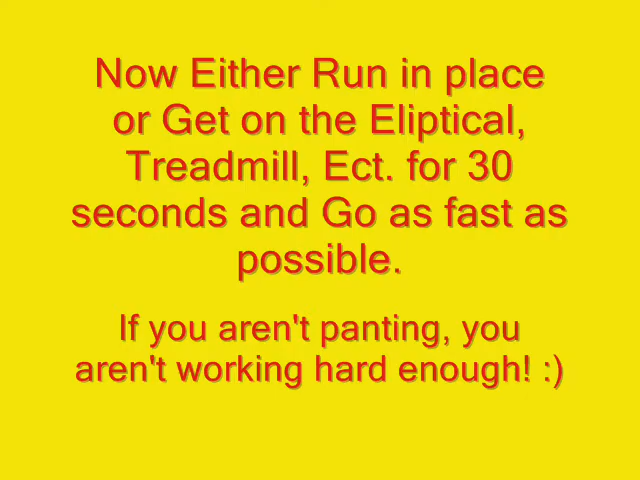 Now Either Run in place
or Get on the Eliptical,
Treadmill, Ect. for 30
seconds and Go as fast as
possible.
If you aren't panting, you
aren't working hard enough! :)